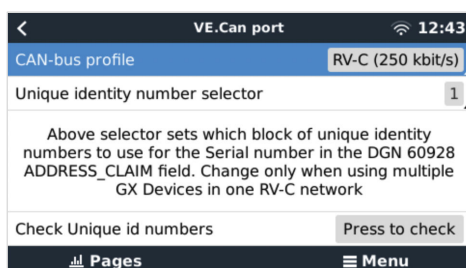 VE.Can port 12:43
CAN-bus profile RV-C (250 kbit/s)
Unique identity number selector 1
Above selector sets which block of unique identity
numbers to use for the Serial number in the DGN 60928
ADDRESS_CLAIM field. Change only when using multiple
GX Devices in one RV-C network
Check Unique id numbers Press to check
Pages Menu